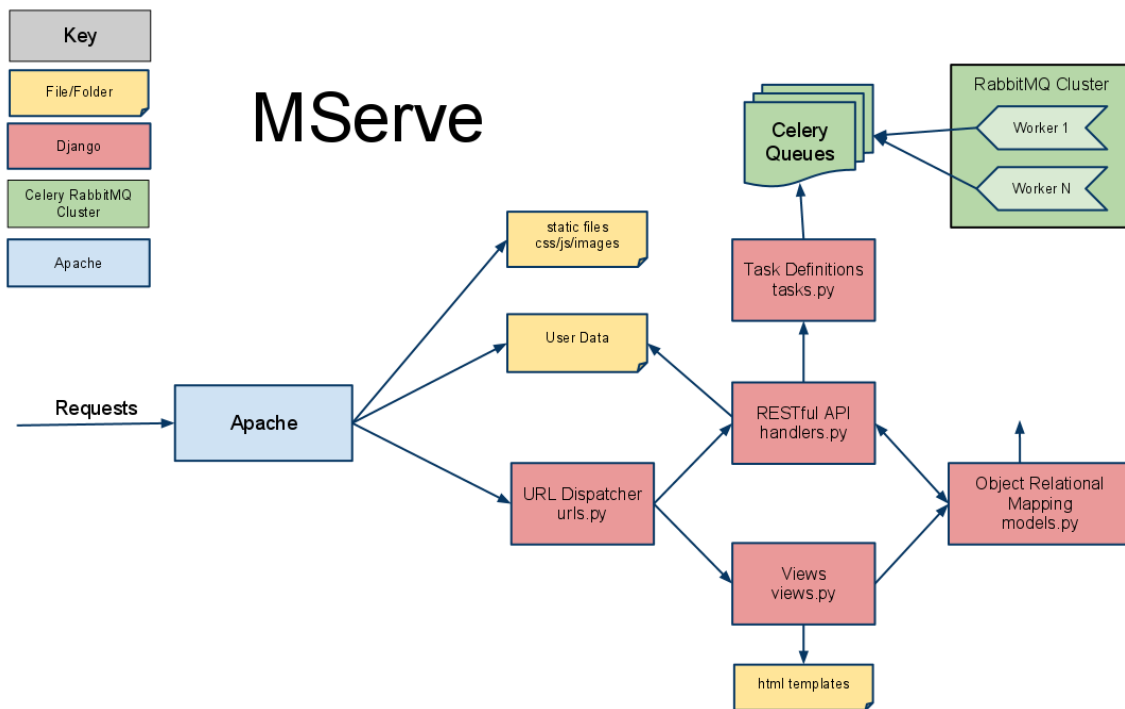 Key
File/Folder
Django
Celery RabbitMQ
Cluster
Apache
MServe
Requests
Apache
static files
css/js/images
User Data
URL Dispatcher
urls.py
Celery
Queues
Task Definitions
tasks.py
RESTful API
handlers.py
Views
views.py
html templates
RabbitMQ Cluster
Worker 1
Worker N
Object Relational
Mapping
models.py